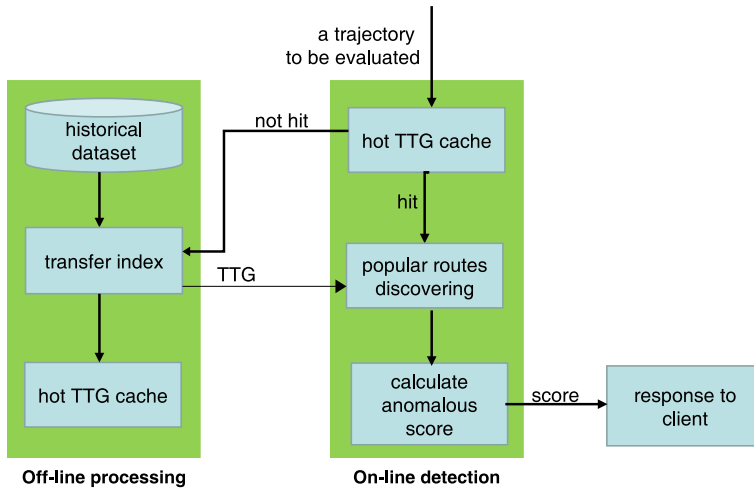 a trajectory
to be evaluated
historical
dataset
not hit
hot TTG cache
hit
transfer index
TTG
popular routes
discovering
hot TTG cache
calculate
anomalous
score
score
response to
client
Off-line processing
On-line detection